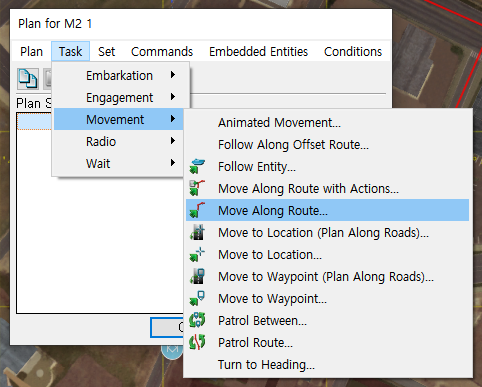 Plan for M2 1
Plan Task Set Commands Embedded Entities Conditions
Embarkation
Engagement
Plan S
Movement
Radio
Wait
Animated Movement...
Follow Along Offset Route...
Follow Entity...
Move Along Route with Actions...
Move Along Route...
Move to Location (Plan Along Roads)...
Move to Location...
Move to Waypoint (Plan Along Roads)...
Move to Waypoint...
Patrol Between...
Patrol Route...
Turn to Heading...
M